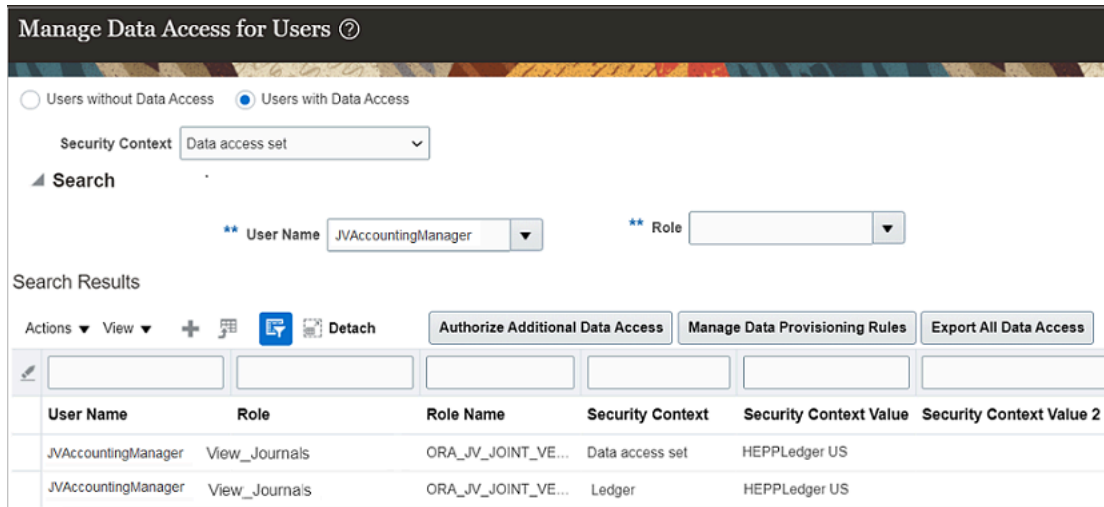 Manage Data Access for Users ?
Users without Data Access Users with Data Access
Security Context Data access set
Search
** User Name JVAccountingManager ** Role
Search Results
Actions View Detach Authorize Additional Data Access Manage Data Provisioning Rules Export All Data Access
User Name Role Role Name Security Context Security Context Value Security Context Value 2
JVAccountingManager View_Journals ORA_JV_JOINT_VE... Data access set HEPPLedger US
JVAccountingManager View_Journals ORA_JV_JOINT_VE... Ledger HEPPLedger US